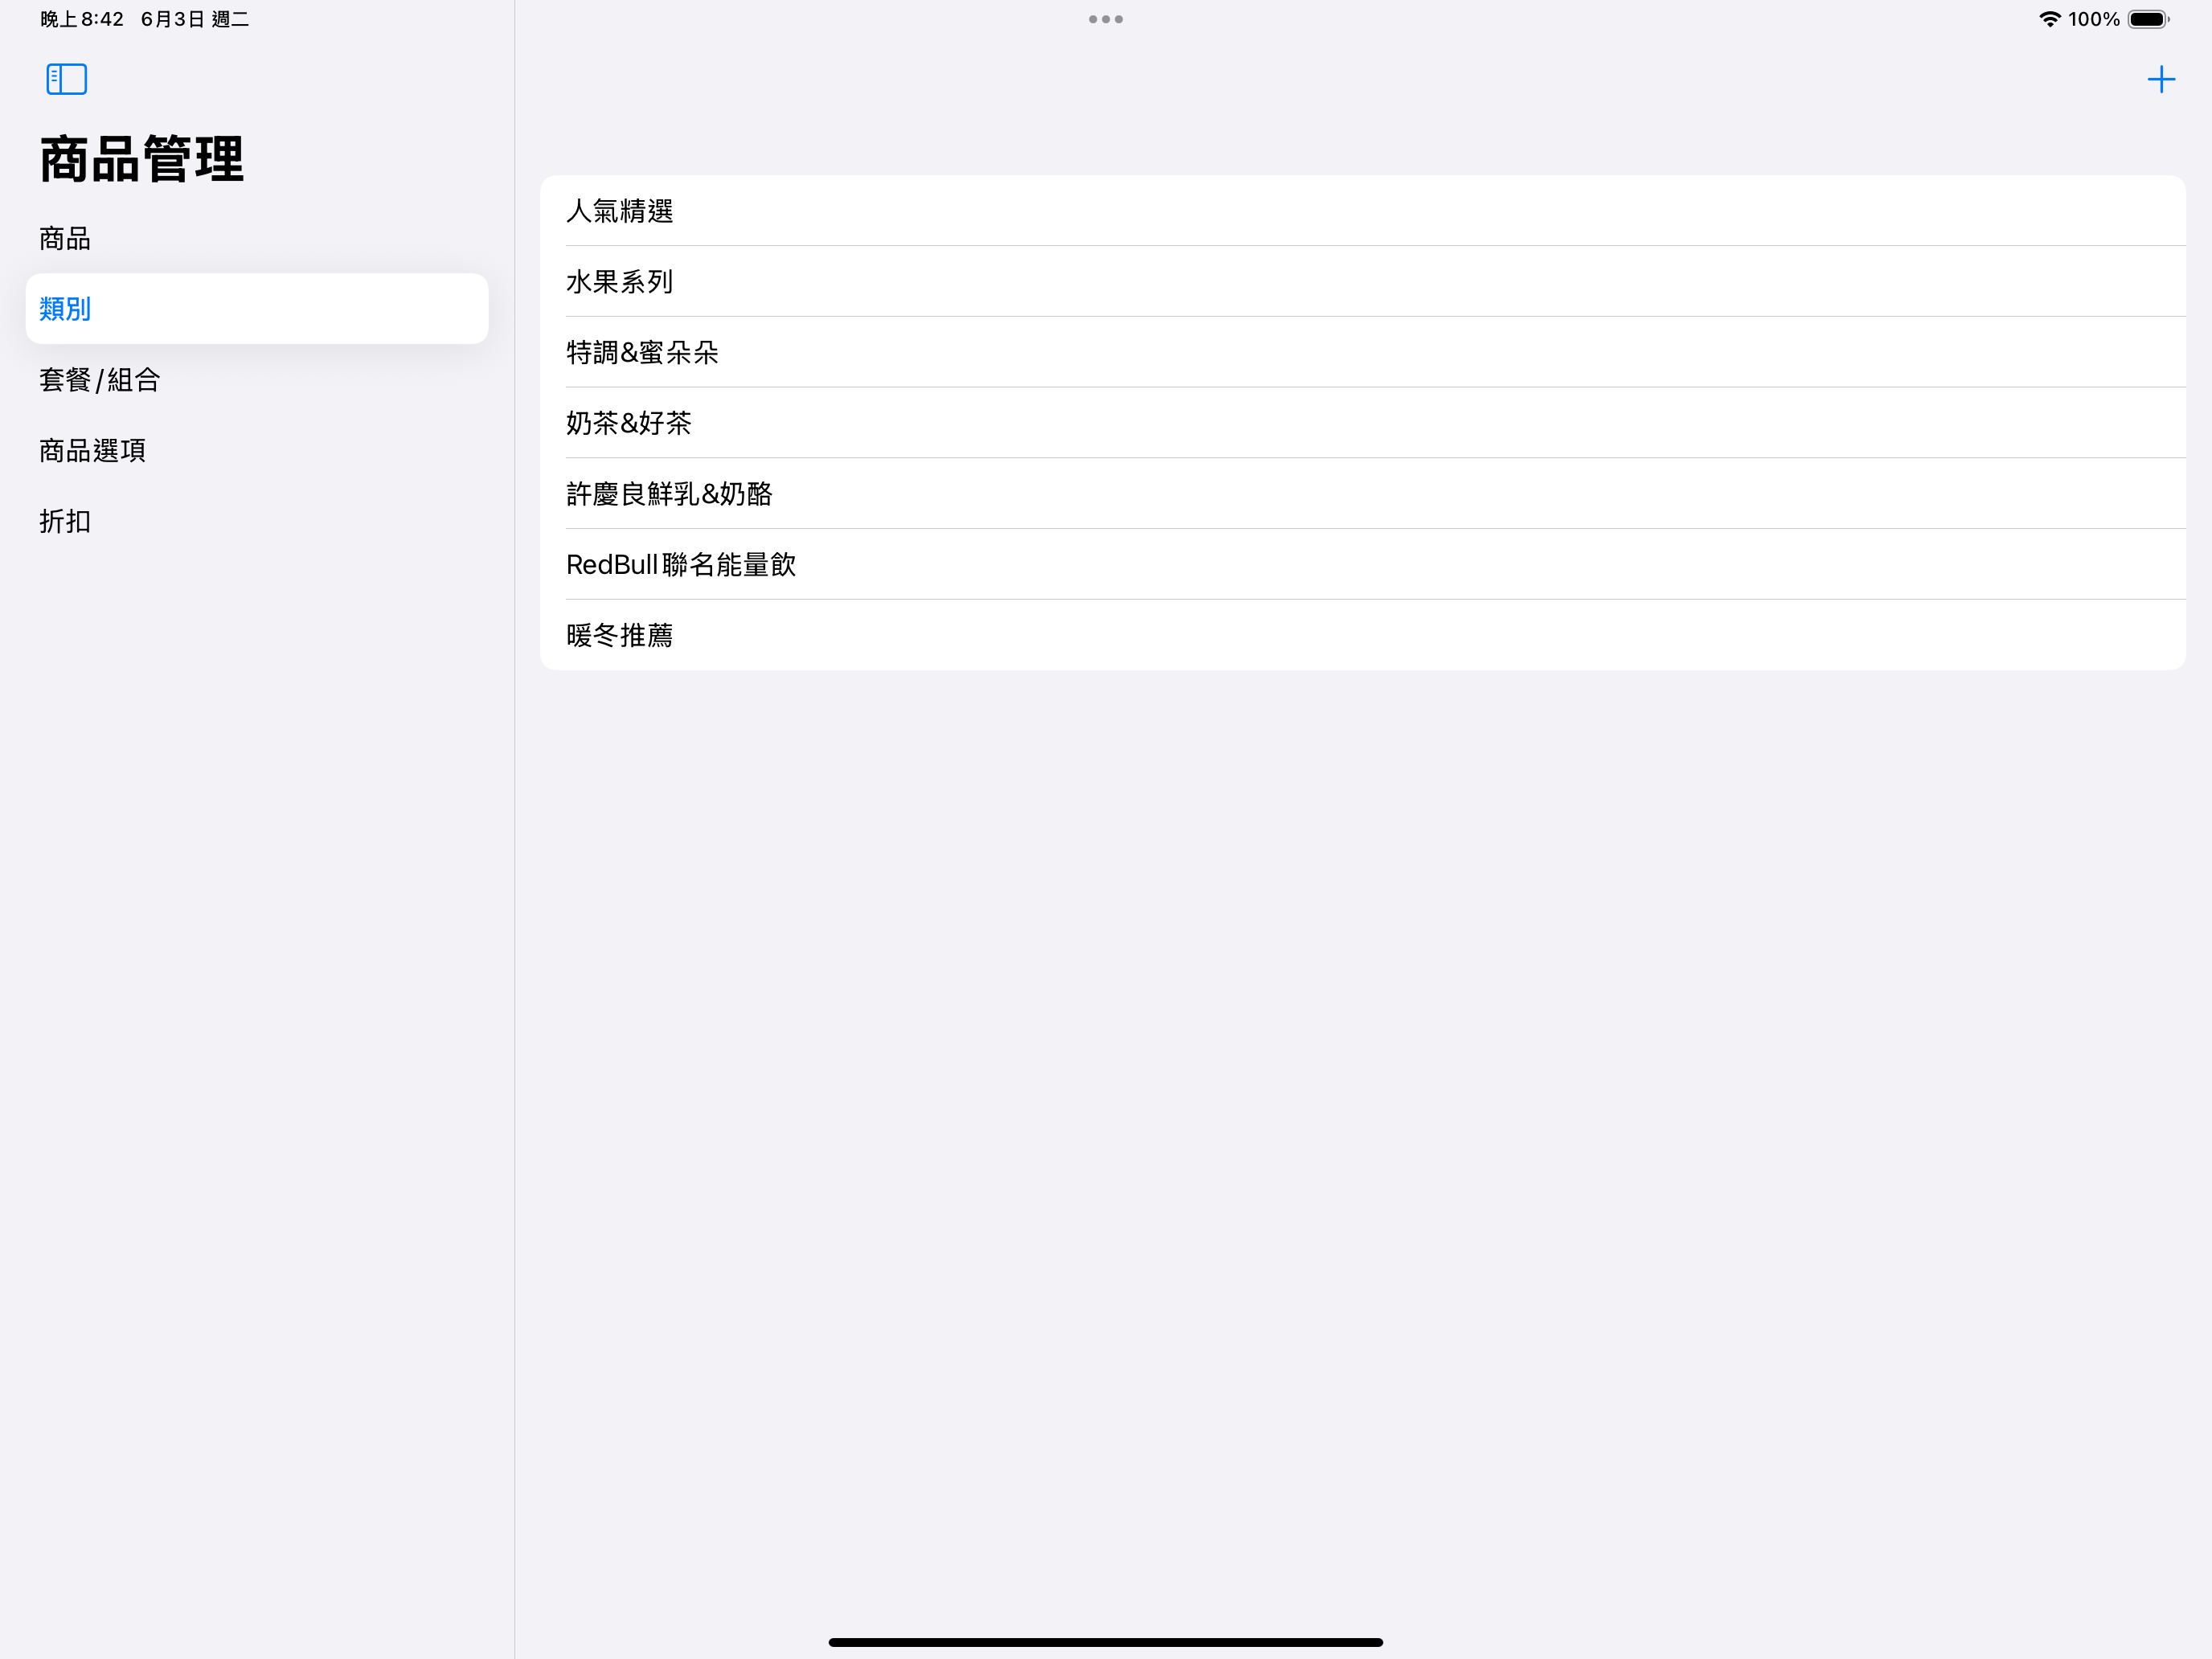 晚上8:42 6月3日 週二
100%
商品管理
商品
類別
套餐/組合
商品選項
折扣
人氣精選
水果系列
特調&蜜朵朵
奶茶&好茶
許慶良鮮乳&奶酪
RedBull聯名能量飲
暖冬推薦